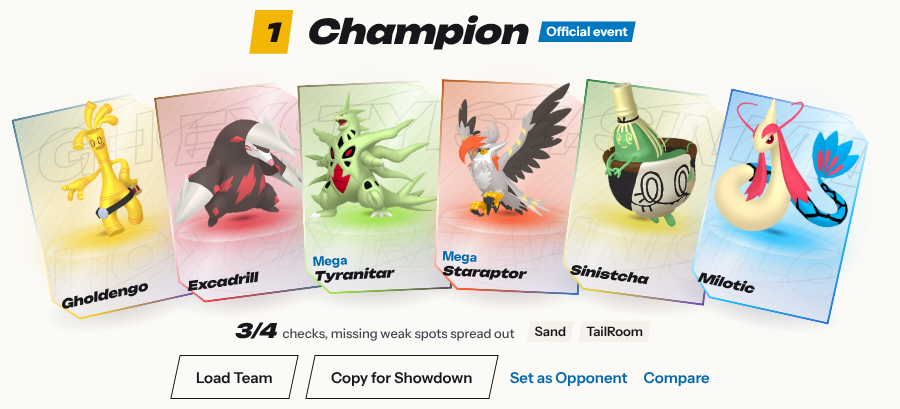 1 Champion Official event
Gholdengo
Excadrill
Mega
Tyranitar
Mega
Staraptor
Sinistcha
Milotic
3/4 checks, missing weak spots spread out Sand TailRoom
Load Team Copy for Showdown Set as Opponent Compare